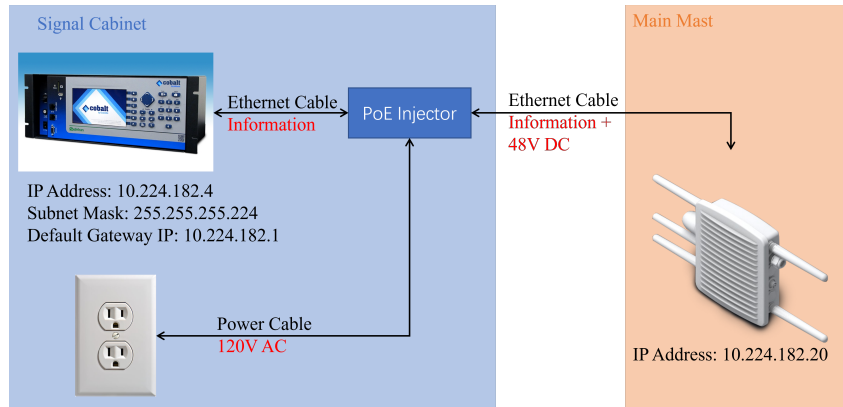 Signal Cabinet
Main Mast
cobalt
cobalt
Ethernet Cable
Information
PoE Injector
Ethernet Cable
Information +
48V DC
IP Address: 10.224.182.4
Subnet Mask: 255.255.255.224
Default Gateway IP: 10.224.182.1
Power Cable
120V AC
IP Address: 10.224.182.20